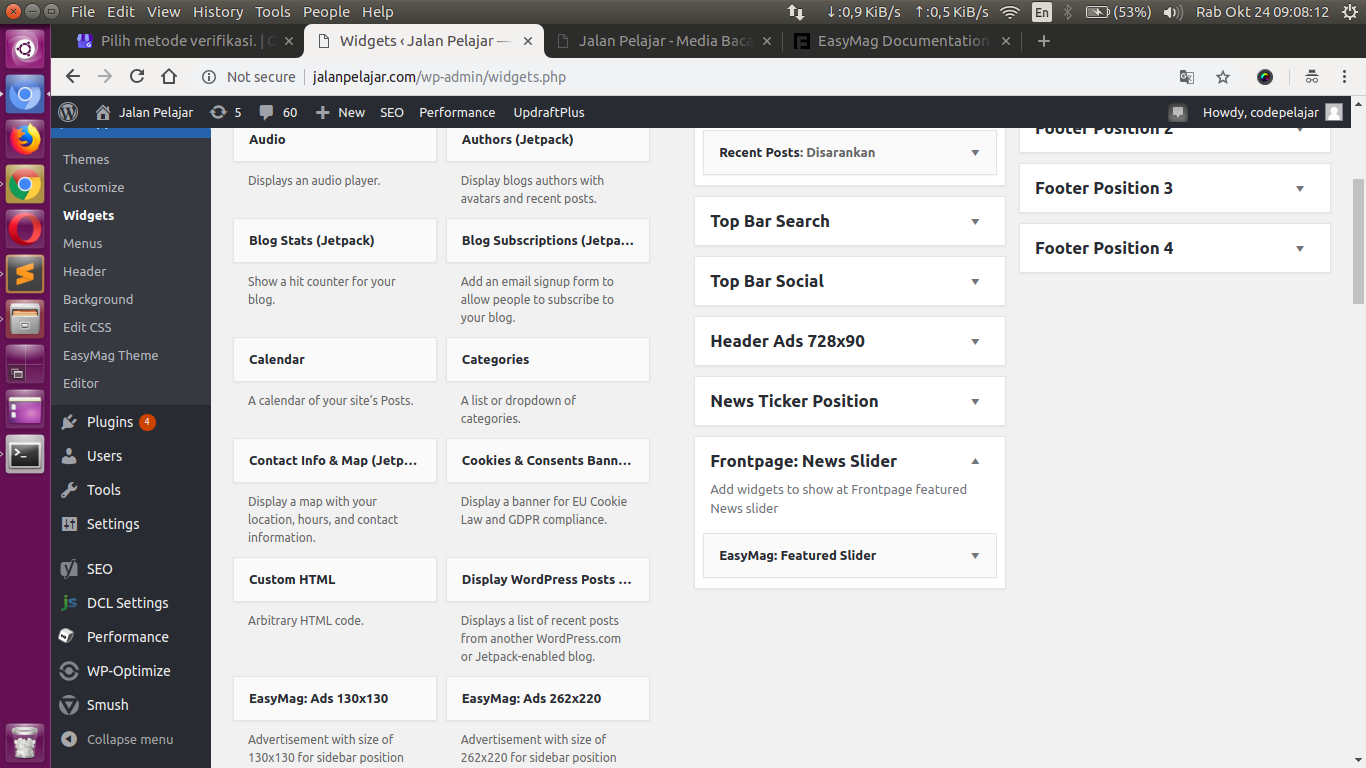 File Edit View History Tools People Help
↓:0,9 KiB/s ↑:0,5 KiB/s En (53%) Rab Okt 24 09:08:12
Pilih metode verifikasi. |
Widgets ‹ Jalan Pelajar —
Jalan Pelajar - Media Baca
EasyMag Documentation
Not secure jalanpelajar.com/wp-admin/widgets.php
Jalan Pelajar 5 60 New SEO Performance UpdraftPlus Howdy, codepelajar
Themes
Customize
Widgets
Menus
Header
Background
Edit CSS
EasyMag Theme
Editor
Plugins 4
Users
Tools
Settings
SEO
DCL Settings
Performance
WP-Optimize
Smush
Collapse menu
Audio
Displays an audio player.
Authors (Jetpack)
Display blogs authors with
avatars and recent posts.
Blog Stats (Jetpack)
Show a hit counter for your
blog.
Blog Subscriptions (Jetpa...
Add an email signup form to
allow people to subscribe to
your blog.
Calendar
A calendar of your site's Posts.
Categories
A list or dropdown of
categories.
Contact Info & Map (Jetp...
Display a map with your
location, hours, and contact
information.
Cookies & Consents Bann...
Display a banner for EU Cookie
Law and GDPR compliance.
Custom HTML
Arbitrary HTML code.
Display WordPress Posts ...
Displays a list of recent posts
from another WordPress.com
or Jetpack-enabled blog.
EasyMag: Ads 130x130
Advertisement with size of
130x130 for sidebar position
EasyMag: Ads 262x220
Advertisement with size of
262x220 for sidebar position
Recent Posts: Disarankan
Top Bar Search
Top Bar Social
Header Ads 728x90
News Ticker Position
Frontpage: News Slider
Add widgets to show at Frontpage featured
News slider
EasyMag: Featured Slider
Footer Position 2
Footer Position 3
Footer Position 4